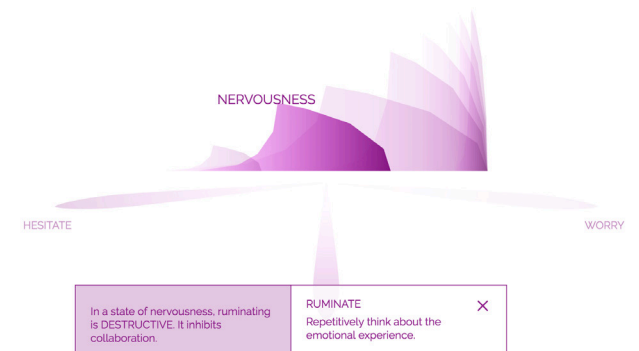 NERVOUSNESS
HESITATE
WORRY
In a state of nervousness, ruminating
is DESTRUCTIVE. It inhibits
collaboration.
RUMINATE
Repetitively think about the
emotional experience.